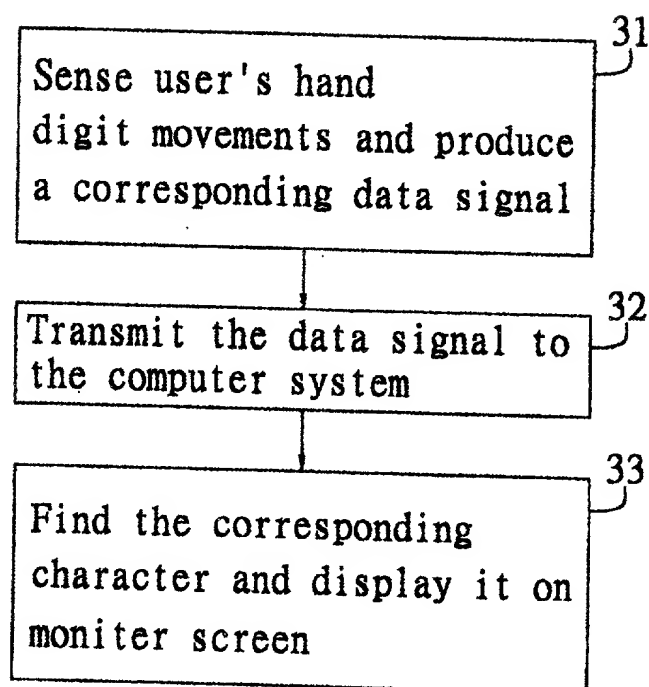 31
Sense user's hand
digit movements and produce
a corresponding data signal
32
Transmit the data signal to
the computer system
33
Find the corresponding
character and display it on
moniter screen